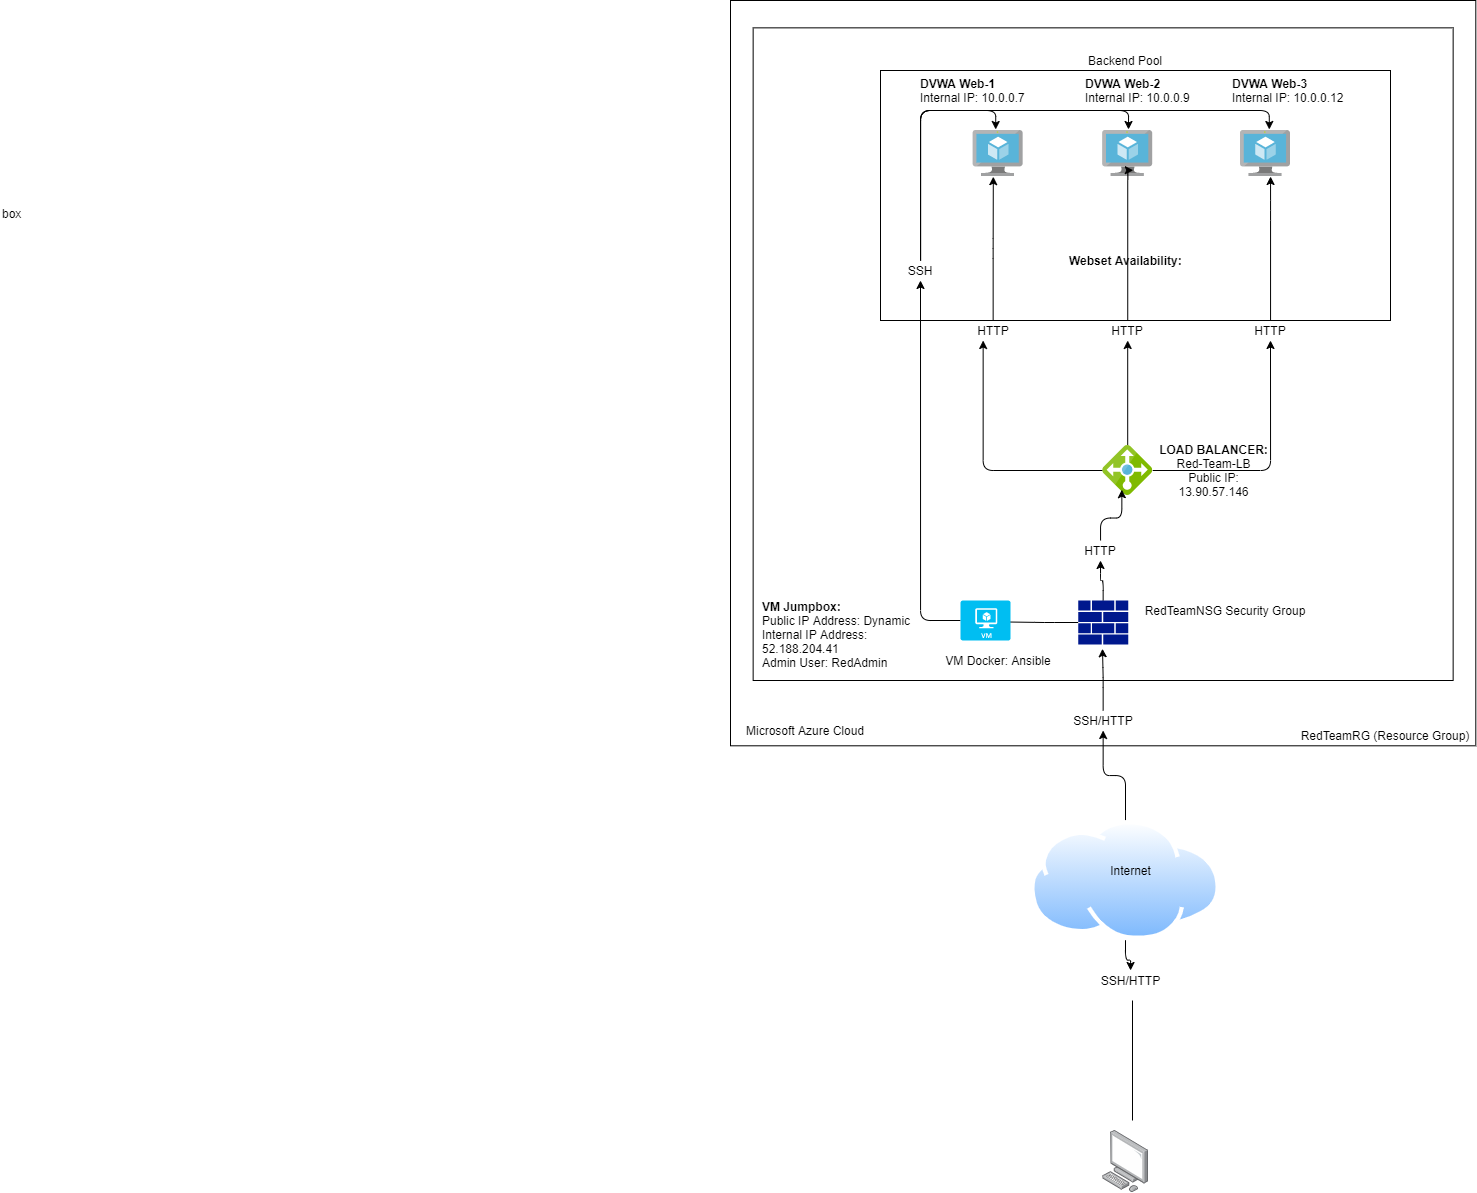 Backend Pool
DVWA Web-1
Internal IP: 10.0.0.7
DVWA Web-2
Internal IP: 10.0.0.9
DVWA Web-3
Internal IP: 10.0.0.12
box
Webset Availability:
SSH
HTTP
HTTP
HTTP
LOAD BALANCER:
Red-Team-LB
Public IP:
13.90.57.146
HTTP
VM Jumpbox:
Public IP Address: Dynamic
Internal IP Address:
52.188.204.41
Admin User: RedAdmin
VM
VM Docker: Ansible
RedTeamNSG Security Group
SSH/HTTP
Microsoft Azure Cloud
RedTeamRG (Resource Group)
Internet
SSH/HTTP